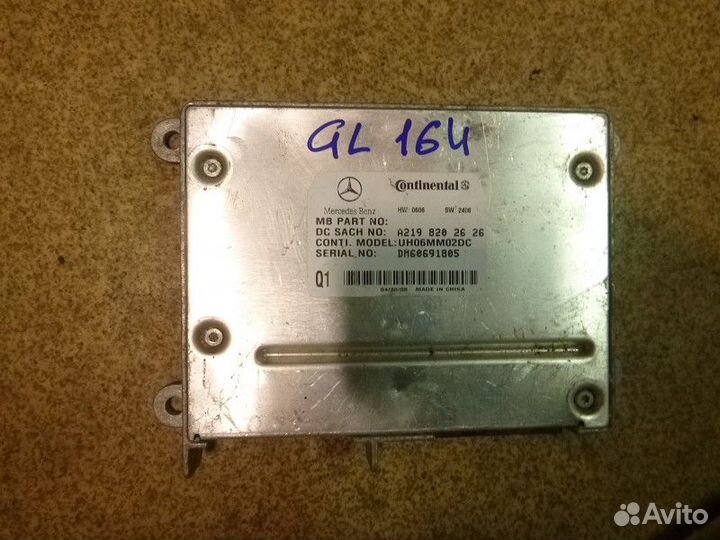 GL 164
Continental
Mercedes Benz HW: 0606 SW: 2406
MB PART NO:
DC SACH NO: A219 820 26 26
CONTI. MODEL: UH06MM02DC
SERIAL NO: DM60691805
Q1
MADE IN CHINA
Avito